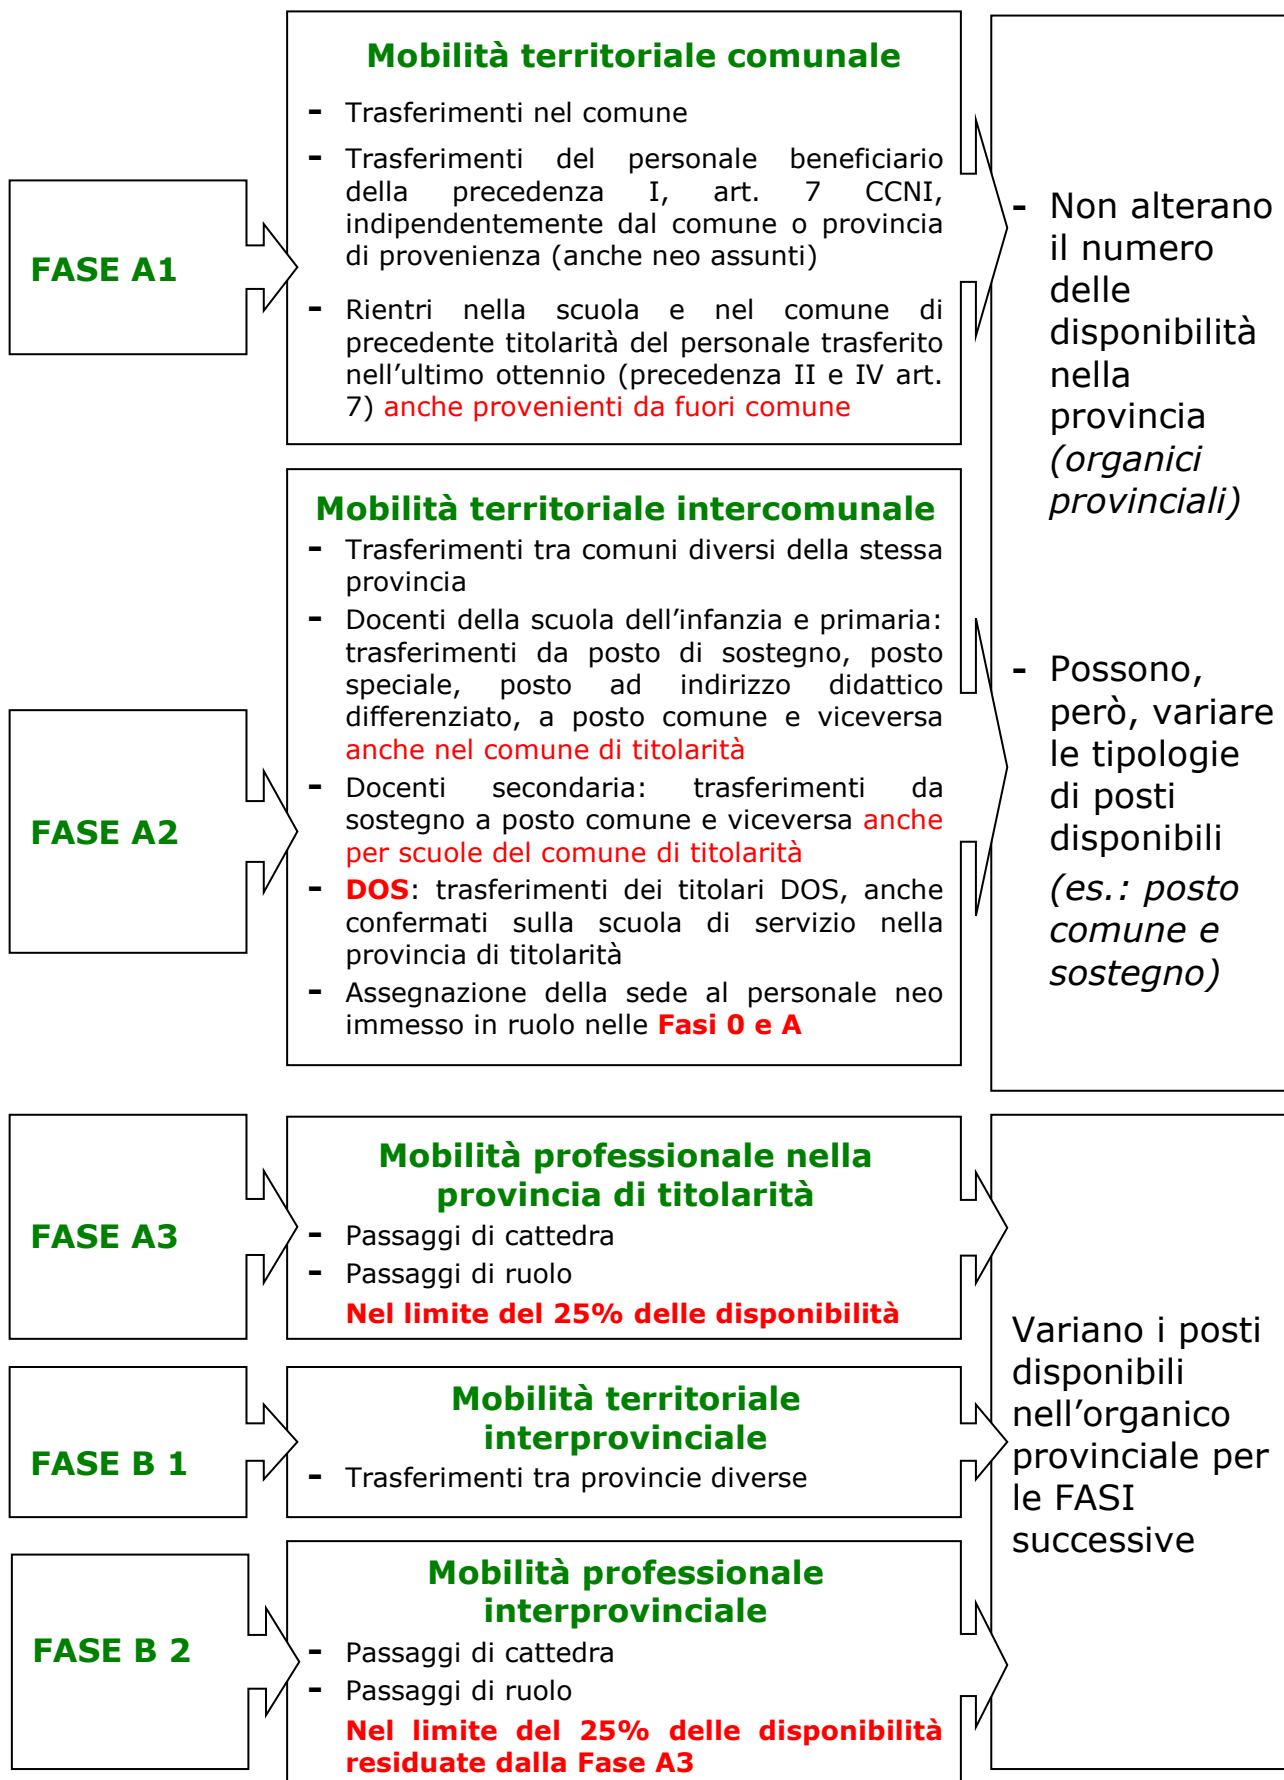 FASE A1
Mobilità territoriale comunale
- Trasferimenti nel comune
- Trasferimenti del personale beneficiario
della precedenza I, art. 7 CCNI,
indipendentemente dal comune o provincia
di provenienza (anche neo assunti)
- Rientri nella scuola e nel comune di
precedente titolarità del personale trasferito
nell’ultimo ottennio (precedenza II e IV art.
7) anche provenienti da fuori comune
FASE A2
Mobilità territoriale intercomunale
- Trasferimenti tra comuni diversi della stessa
provincia
- Docenti della scuola dell’infanzia e primaria:
trasferimenti da posto di sostegno, posto
speciale, posto ad indirizzo didattico
differenziato, a posto comune e viceversa
anche nel comune di titolarità
- Docenti secondaria: trasferimenti da
sostegno a posto comune e viceversa anche
per scuole del comune di titolarità
- DOS: trasferimenti dei titolari DOS, anche
confermati sulla scuola di servizio nella
provincia di titolarità
- Assegnazione della sede al personale neo
immesso in ruolo nelle Fasi 0 e A
- Non alterano
il numero
delle
disponibilità
nella
provincia
(organici
provinciali)
- Possono,
però, variare
le tipologie
di posti
disponibili
(es.: posto
comune e
sostegno)
FASE A3
Mobilità professionale nella
provincia di titolarità
- Passaggi di cattedra
- Passaggi di ruolo
Nel limite del 25% delle disponibilità
FASE B 1
Mobilità territoriale
interprovinciale
- Trasferimenti tra provincie diverse
FASE B 2
Mobilità professionale
interprovinciale
- Passaggi di cattedra
- Passaggi di ruolo
Nel limite del 25% delle disponibilità
residuate dalla Fase A3
Variano i posti
disponibili
nell’organico
provinciale per
le FASI
successive